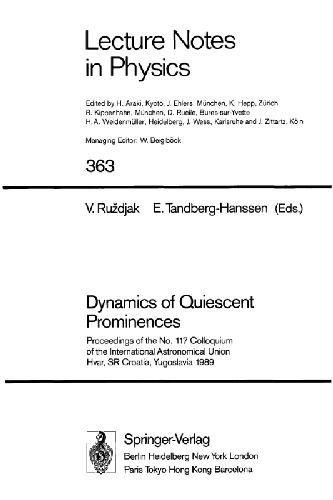 Lecture Notes
in Physics
Edited by H. Araki, Kyoto, J. Ehlers, München, K. Hepp, Zürich
R. Kippenhahn, München, D. Ruelle, Bures-sur-Yvette
H. A. Weidenmüller, Heidelberg, J. Wess, Karlsruhe and J. Zittartz, Köln
Managing Editor: W. Beiglböck
363
V. Ruždjak E. Tandberg-Hanssen (Eds.)
Dynamics of Quiescent
Prominences
Proceedings of the No. 117 Colloquium
of the International Astronomical Union
Hvar, SR Croatia, Yugoslavia 1989
Springer-Verlag
Berlin Heidelberg New York London
Paris Tokyo Hong Kong Barcelona